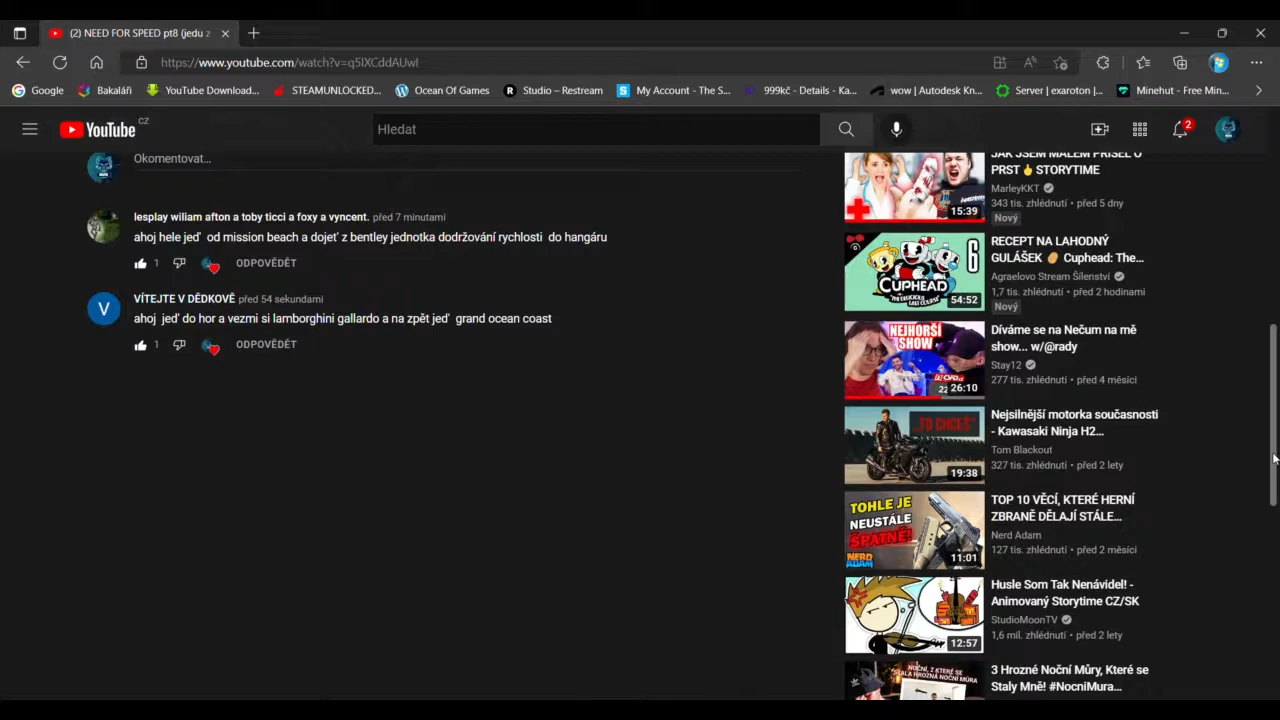 (2) NEED FOR SPEED pt8 (jedu z
https://www.youtube.com/watch?v=q5IXCddAUwI
Google
Bakaláři
YouTube Download...
STEAMUNLOCKED...
Ocean Of Games
Studio – Restream
My Account - The S...
999kč - Details - Ka...
wow | Autodesk Kn...
Server | exaroton |...
Minehut - Free Min...
YouTube CZ
Hledat
2
Okomentovat...
lesplay wiliam afton a toby ticci a foxy a vyncent. před 7 minutami
ahoj hele jeď od mission beach a dojeť z bentley jednotka dodržování rychlosti do hangáru
1 ODPOVĚDĚT
V
VÍTEJTE V DĚDKOVĚ před 54 sekundami
ahoj jeď do hor a vezmi si lamborghini gallardo a na zpět jeď grand ocean coast
1 ODPOVĚDĚT
JAK JSEM MÁLEM PŘIŠEL O
PRST STORYTIME
MarleyKKT
343 tis. zhlédnutí • před 5 dny
Nový
15:39
RECEPT NA LAHODNÝ
GULÁŠEK Cuphead: The...
Agraelovo Stream Šílenství
1,7 tis. zhlédnutí • před 2 hodinami
Nový
6
CUPHEAD
54:52
Díváme se na Nečum na mě
show... w/@rady
Stay12
277 tis. zhlédnutí • před 4 měsíci
NEJHORŠÍ
SHOW
26:10
Nejsilnější motorka současnosti
- Kawasaki Ninja H2...
Tom Blackout
327 tis. zhlédnutí • před 2 lety
"TO CHCEŠ"
19:38
TOP 10 VĚCÍ, KTERÉ HERNÍ
ZBRANĚ DĚLAJÍ STÁLE...
Nerd Adam
127 tis. zhlédnutí • před 2 měsíci
TOHLE JE
NEUSTÁLE
ŠPATNĚ!
NERD
ADAM
11:01
Husle Som Tak Nenávidel! -
Animovaný Storytime CZ/SK
StudioMoonTV
1,6 mil. zhlédnutí • před 2 lety
12:57
3 Hrozné Noční Můry, Které se
Staly Mně! #NocniMura...
NOČNÍ, Z KTERÉ SE
STALA HROZNÁ NOČNÍ MŮRA